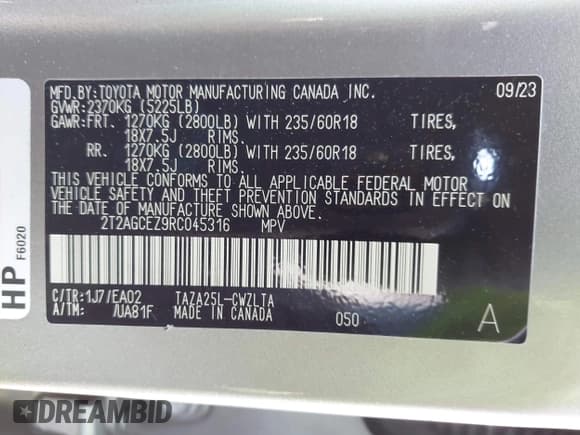 MFD.BY:TOYOTA MOTOR MANUFACTURING CANADA INC. 09/23
GVWR:2370KG (5225LB)
GAWR:FRT. 1270KG (2800LB) WITH 235/60R18 TIRES,
18X7.5J RIMS.
RR. 1270KG (2800LB) WITH 235/60R18 TIRES,
18X7.5J RIMS.
THIS VEHICLE CONFORMS TO ALL APPLICABLE FEDERAL MOTOR
VEHICLE SAFETY AND THEFT PREVENTION STANDARDS IN EFFECT ON
THE DATE OF MANUFACTURE SHOWN ABOVE.
2T2AGCEZ9RC045316 MPV
C/TR:1J7/EA02 TAZA25L-CWZLTA
A/TM: /UA81F MADE IN CANADA 050 A
HP F6020
DREAMBID